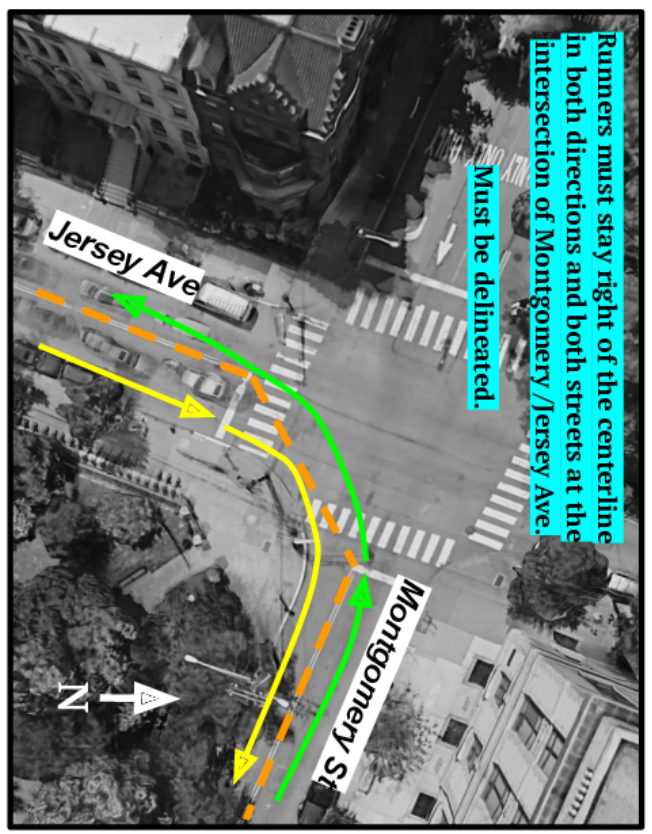 Runners must stay right of the centerline
in both directions and both streets at the
intersection of Montgomery /Jersey Ave.
Must be delineated.
ONLY
Jersey Ave
Montgomery St
N